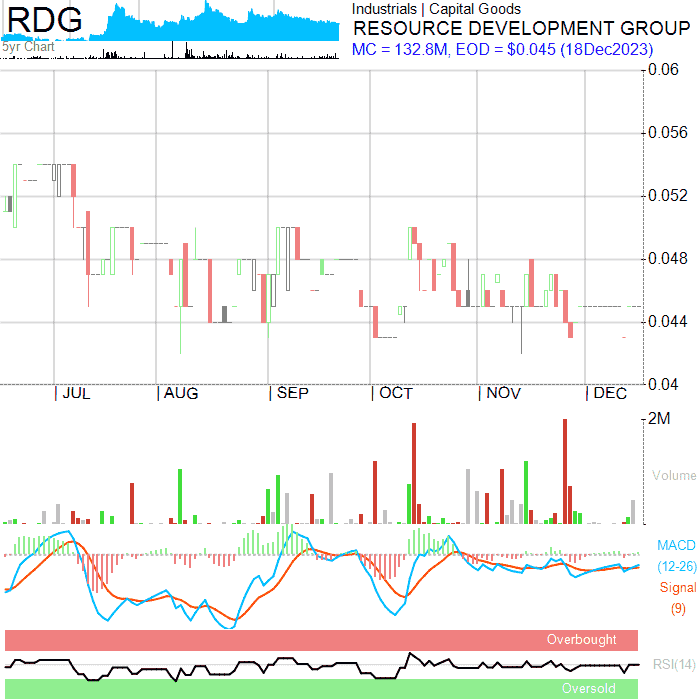 RDG
5yr Chart
Industrials | Capital Goods
RESOURCE DEVELOPMENT GROUP
MC = 132.8M, EOD = $0.045 (18Dec2023)
0.06
0.056
0.052
0.048
0.044
0.04
JUL
AUG
SEP
OCT
NOV
DEC
2M
Volume
MACD
(12-26)
Signal
(9)
Overbought
RSI(14)
Oversold